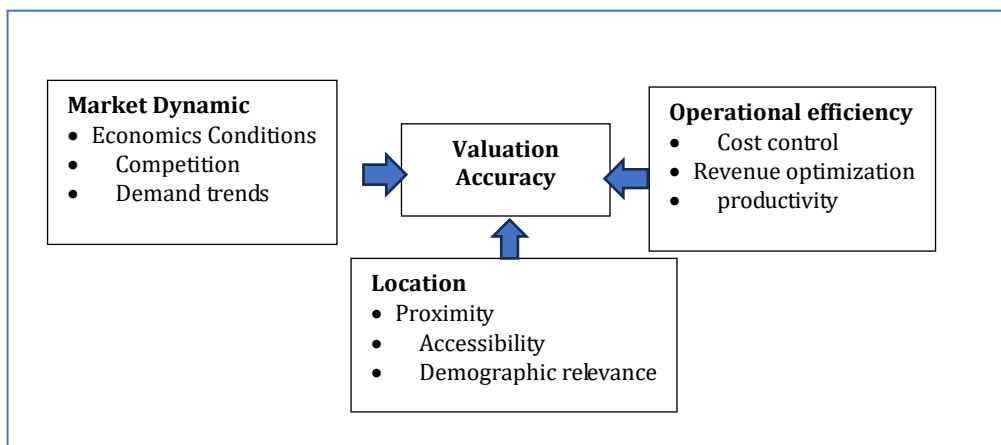 Market Dynamic
• Economics Conditions
• Competition
• Demand trends
Valuation
Accuracy
Operational efficiency
• Cost control
• Revenue optimization
• productivity
Location
• Proximity
• Accessibility
• Demographic relevance